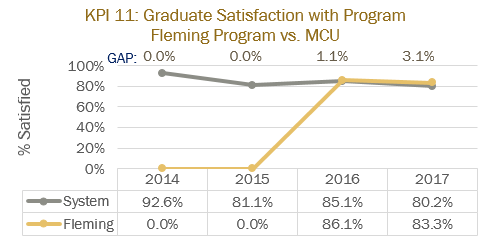 KPI 11: Graduate Satisfaction with Program
Fleming Program vs. MCU
GAP: 0.0% 0.0% 1.1% 3.1%
% Satisfied
100%
80%
60%
40%
20%
0%
2014 2015 2016 2017
System 92.6% 81.1% 85.1% 80.2%
Fleming 0.0% 0.0% 86.1% 83.3%